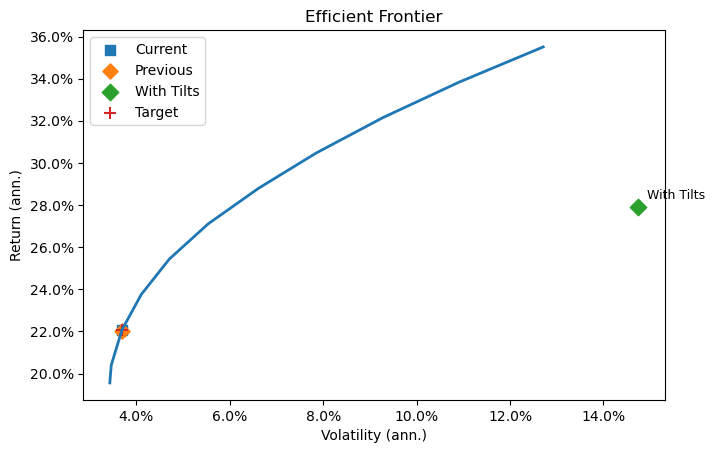 Efficient Frontier
36.0%
34.0%
32.0%
30.0%
28.0%
26.0%
24.0%
22.0%
20.0%
Return (ann.)
Current
Previous
With Tilts
Target
With Tilts
4.0% 6.0% 8.0% 10.0% 12.0% 14.0%
Volatility (ann.)